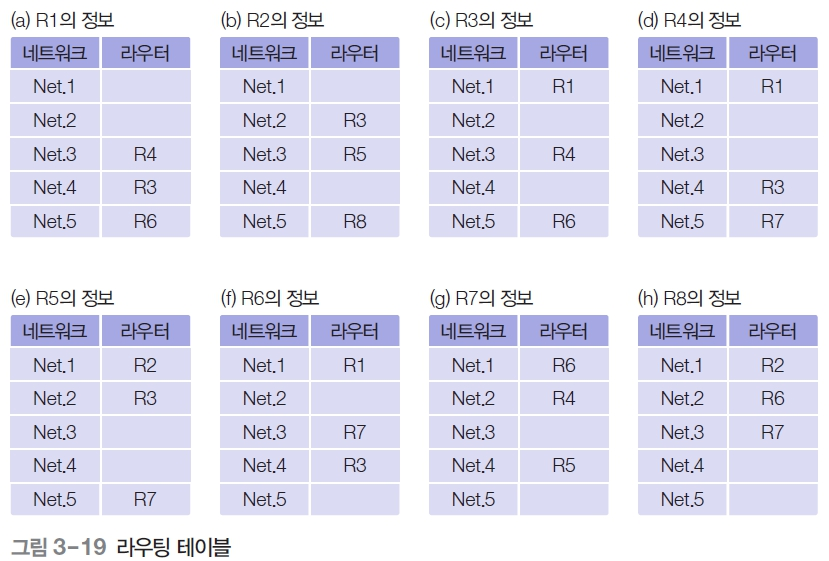 (a) R1의 정보 (b) R2의 정보 (c) R3의 정보 (d) R4의 정보
네트워크 라우터 네트워크 라우터 네트워크 라우터 네트워크 라우터
Net.1 Net.1 Net.1 R1 Net.1 R1
Net.2 Net.2 R3 Net.2 Net.2
Net.3 R4 Net.3 R5 Net.3 R4 Net.3
Net.4 R3 Net.4 Net.4 Net.4 R3
Net.5 R6 Net.5 R8 Net.5 R6 Net.5 R7
(e) R5의 정보 (f) R6의 정보 (g) R7의 정보 (h) R8의 정보
네트워크 라우터 네트워크 라우터 네트워크 라우터 네트워크 라우터
Net.1 R2 Net.1 R1 Net.1 R6 Net.1 R2
Net.2 R3 Net.2 Net.2 R4 Net.2 R6
Net.3 Net.3 R7 Net.3 Net.3 R7
Net.4 Net.4 R3 Net.4 R5 Net.4
Net.5 R7 Net.5 Net.5 Net.5
그림 3-19 라우팅 테이블